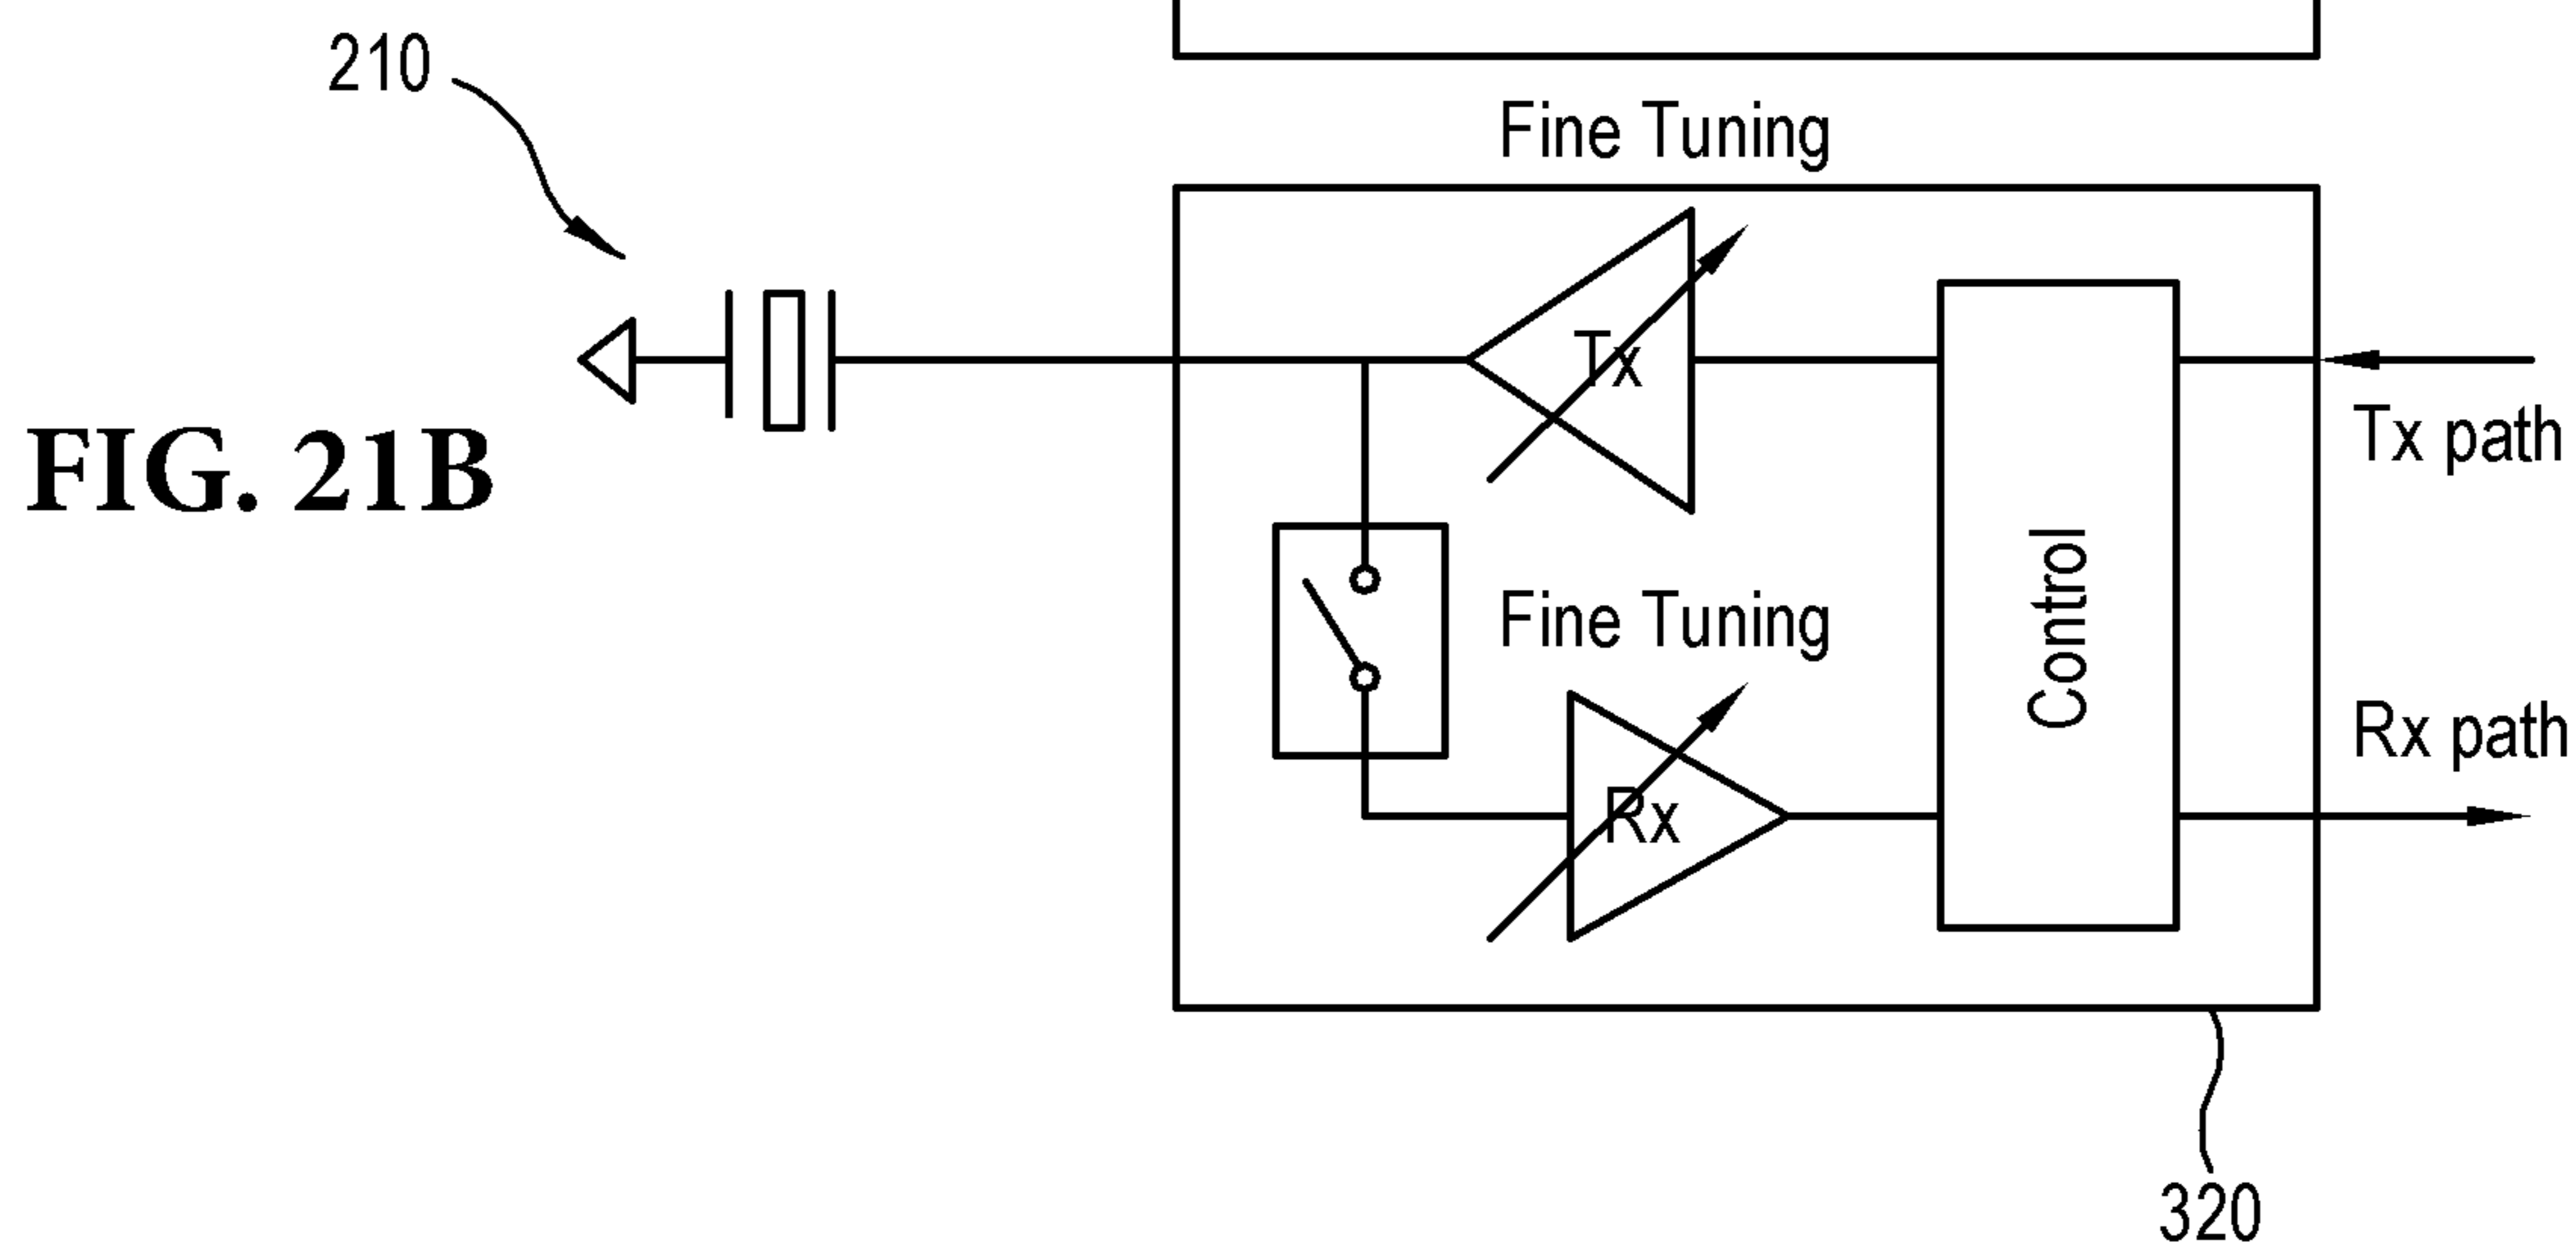 210
Fine Tuning
Tx
Tx path
FIG. 21B
Fine Tuning
Control
Rx path
Rx
320